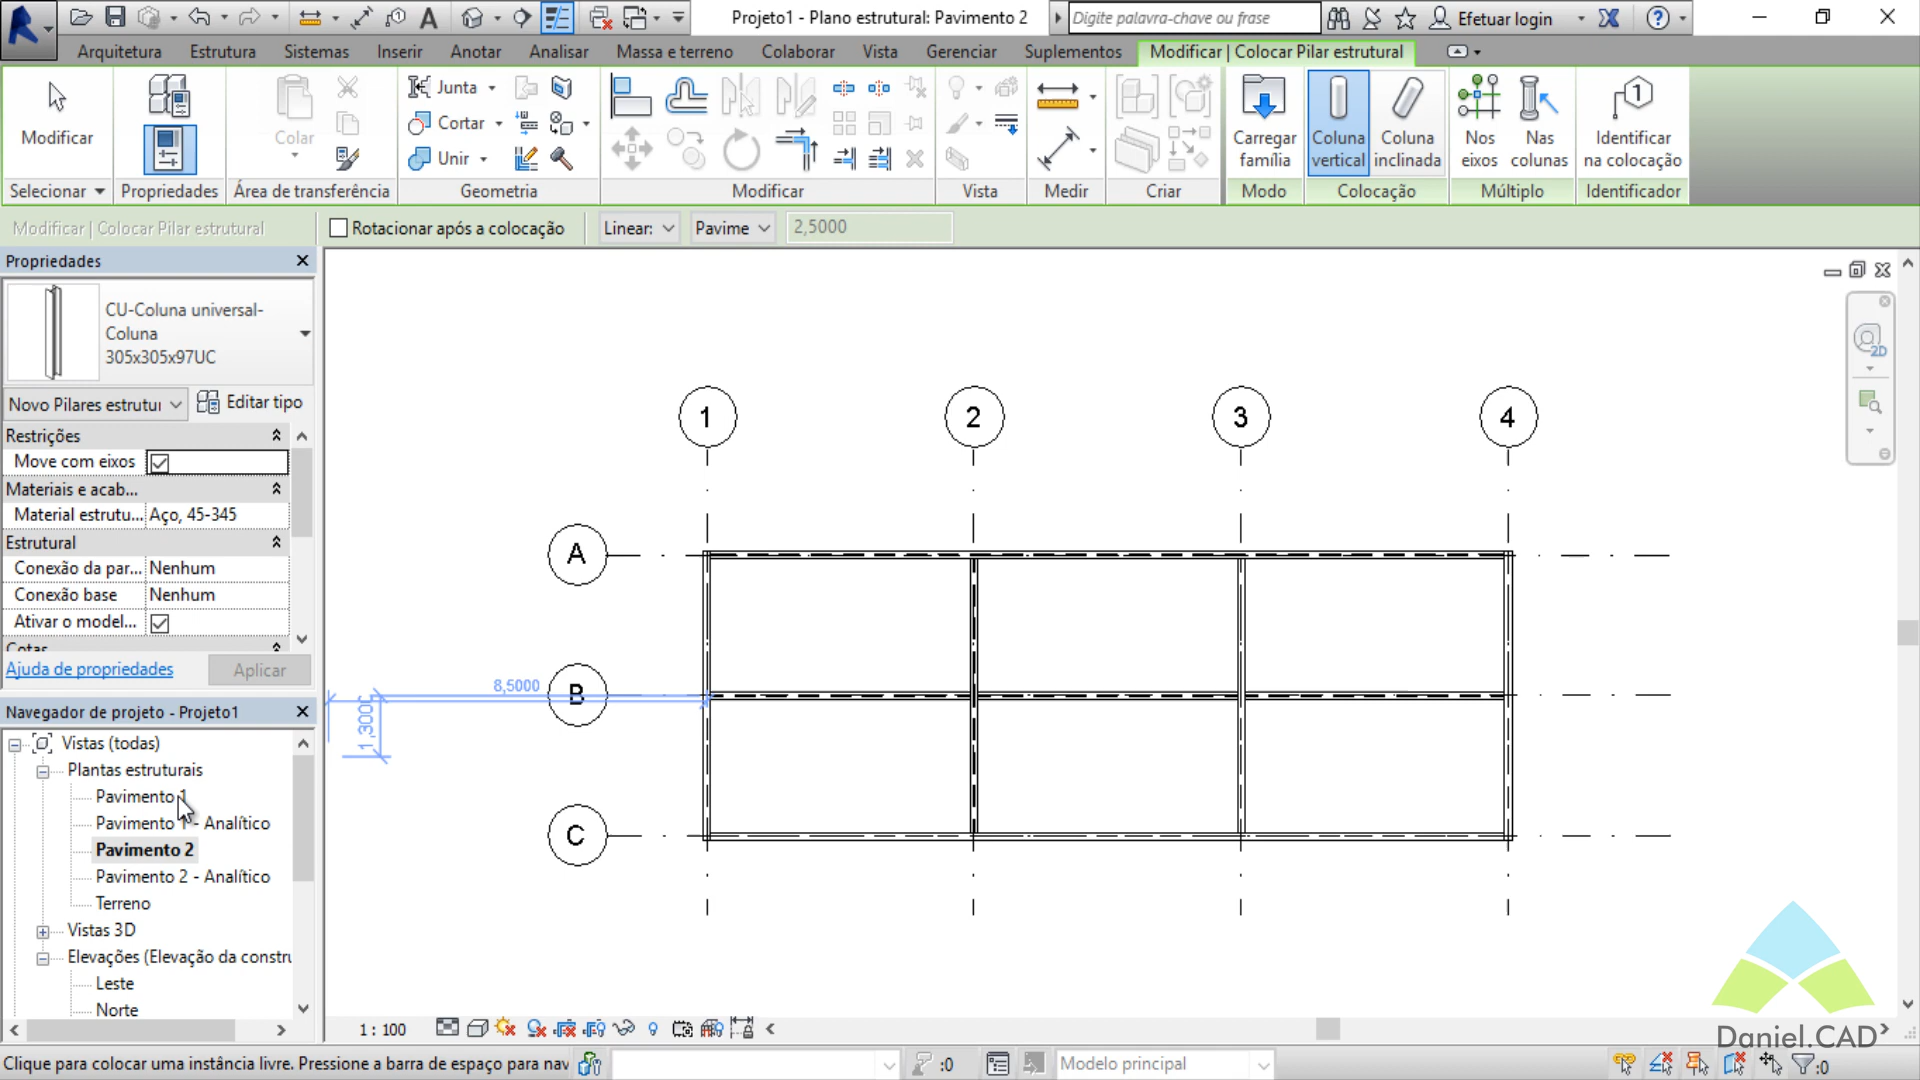 Projeto1 - Plano estrutural: Pavimento 2
Digite palavra-chave ou frase
Efetuar login
Arquitetura
Estrutura
Sistemas
Inserir
Anotar
Analisar
Massa e terreno
Colaborar
Vista
Gerenciar
Suplementos
Modificar | Colocar Pilar estrutural
Modificar
Colar
Junta
Cortar
Unir
Carregar família
Coluna vertical
Coluna inclinada
Nos eixos
Nas colunas
Identificar na colocação
Selecionar
Propriedades
Área de transferência
Geometria
Modificar
Vista
Medir
Criar
Modo
Colocação
Múltiplo
Identificador
Modificar | Colocar Pilar estrutural
Rotacionar após a colocação
Linear:
Pavime
2,5000
Propriedades
CU-Coluna universal-
Coluna
305x305x97UC
Novo Pilares estrutur
Editar tipo
Restrições
Move com eixos
Materiais e acab...
Material estrutu...
Aço, 45-345
Estrutural
Conexão da par...
Nenhum
Conexão base
Nenhum
Ativar o model...
Cotas
Ajuda de propriedades
Aplicar
Navegador de projeto - Projeto1
Vistas (todas)
Plantas estruturais
Pavimento 1
Pavimento 1 - Analítico
Pavimento 2
Pavimento 2 - Analítico
Terreno
Vistas 3D
Elevações (Elevação da constru
Leste
Norte
1
2
3
4
A
B
C
8,5000
1,3000
2D
1 : 100
Daniel.CAD
Clique para colocar uma instância livre. Pressione a barra de espaço para nav
:0
Modelo principal
:0